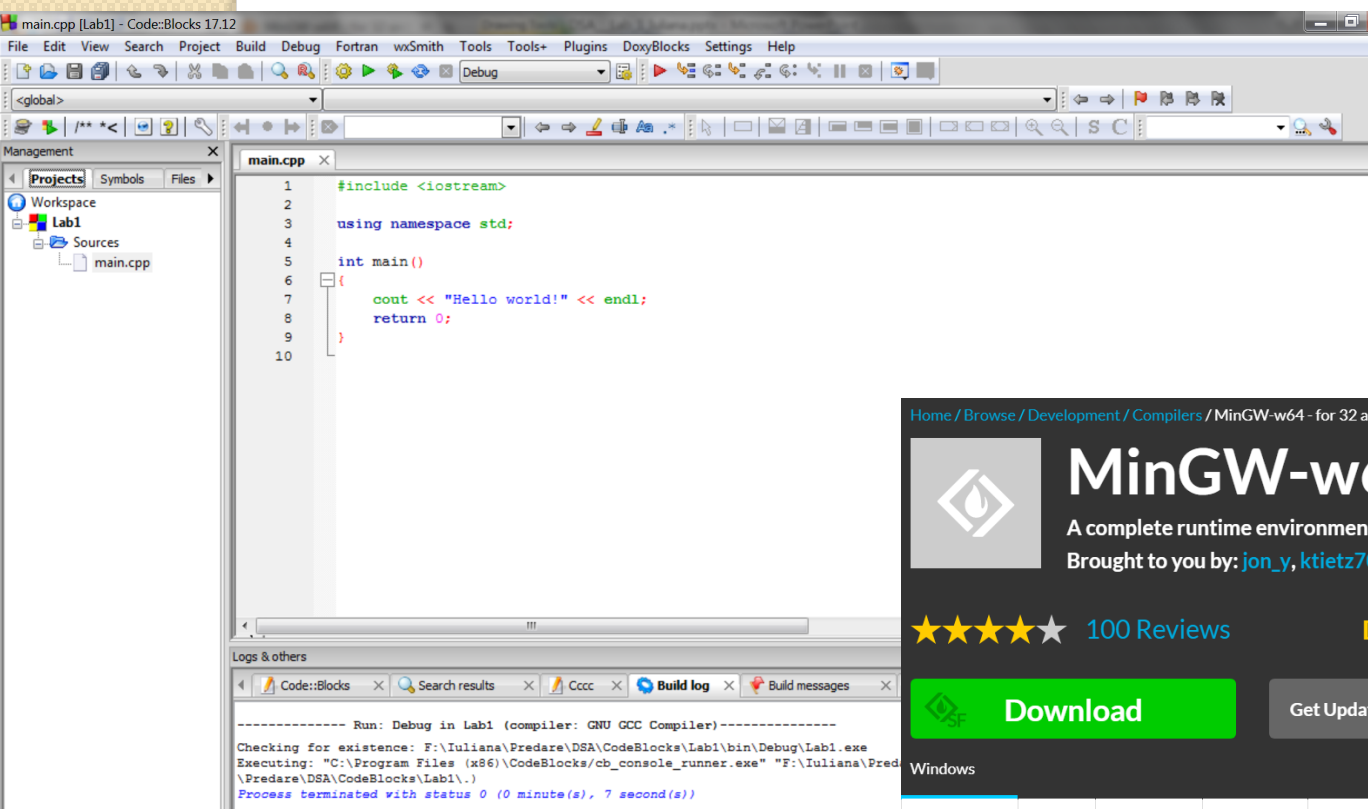 main.cpp [Lab1] - Code::Blocks 17.12
File Edit View Search Project Build Debug Fortran wxSmith Tools Tools+ Plugins DoxyBlocks Settings Help
Debug
<global>
/** *<
S C
Management
main.cpp
Projects Symbols Files
Workspace
Lab1
Sources
main.cpp
1 #include <iostream>
2
3 using namespace std;
4
5 int main()
6 {
7 cout << "Hello world!" << endl;
8 return 0;
9 }
10
Logs & others
Code::Blocks Search results Cccc Build log Build messages
-------------- Run: Debug in Lab1 (compiler: GNU GCC Compiler)---------------
Checking for existence: F:\Iuliana\Predare\DSA\CodeBlocks\Lab1\bin\Debug\Lab1.exe
Executing: "C:\Program Files (x86)\CodeBlocks/cb_console_runner.exe" "F:\Iuliana\Pred
\Predare\DSA\CodeBlocks\Lab1\.)
Process terminated with status 0 (0 minute(s), 7 second(s))
Home / Browse / Development / Compilers / MinGW-w64 - for 32 a
MinGW-w
A complete runtime environmen
Brought to you by: jon_y, ktietz7
100 Reviews
SF
Download
Get Upda
Windows